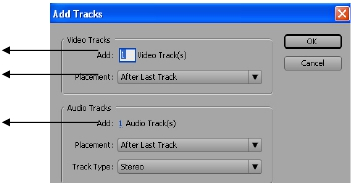 Add Tracks
Video Tracks
Add: 1 Video Track(s)
Placement: After Last Track
OK
Cancel
Audio Tracks
Add: 1 Audio Track(s)
Placement: After Last Track
Track Type: Stereo